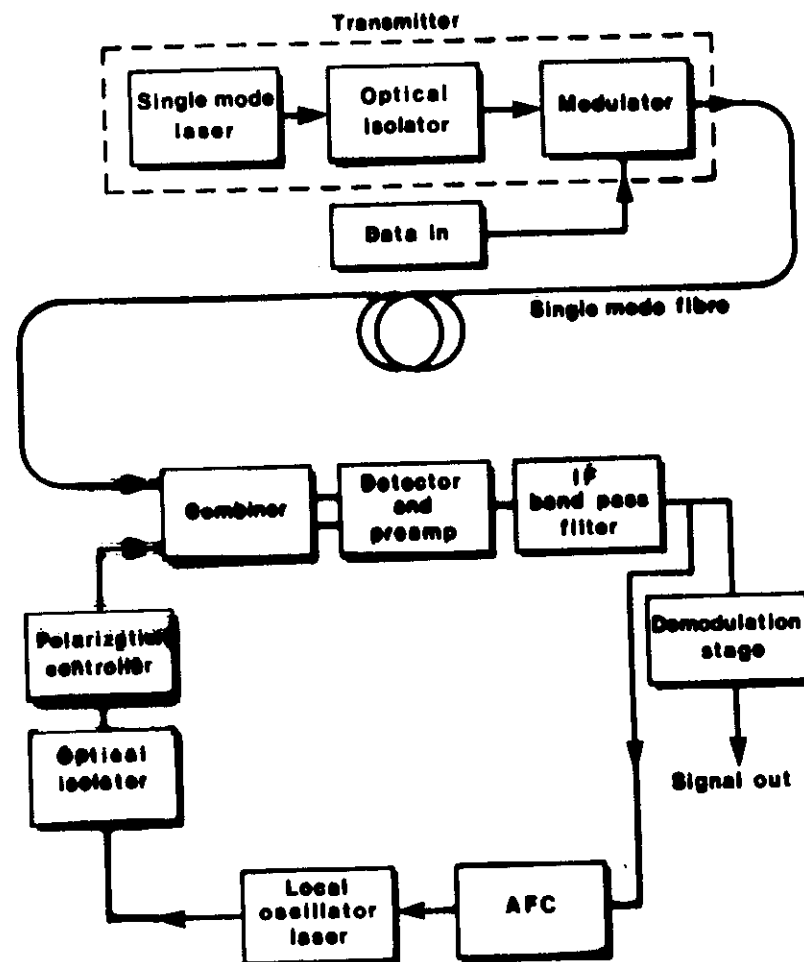 Transmitter
Single mode
laser
Optical
isolator
Modulator
Data in
Single mode fibre
Combiner
Detector
and
preamp
IF
band pass
filter
Polarization
controller
Demodulation
stage
Optical
isolator
Signal out
Local
oscillator
laser
AFC